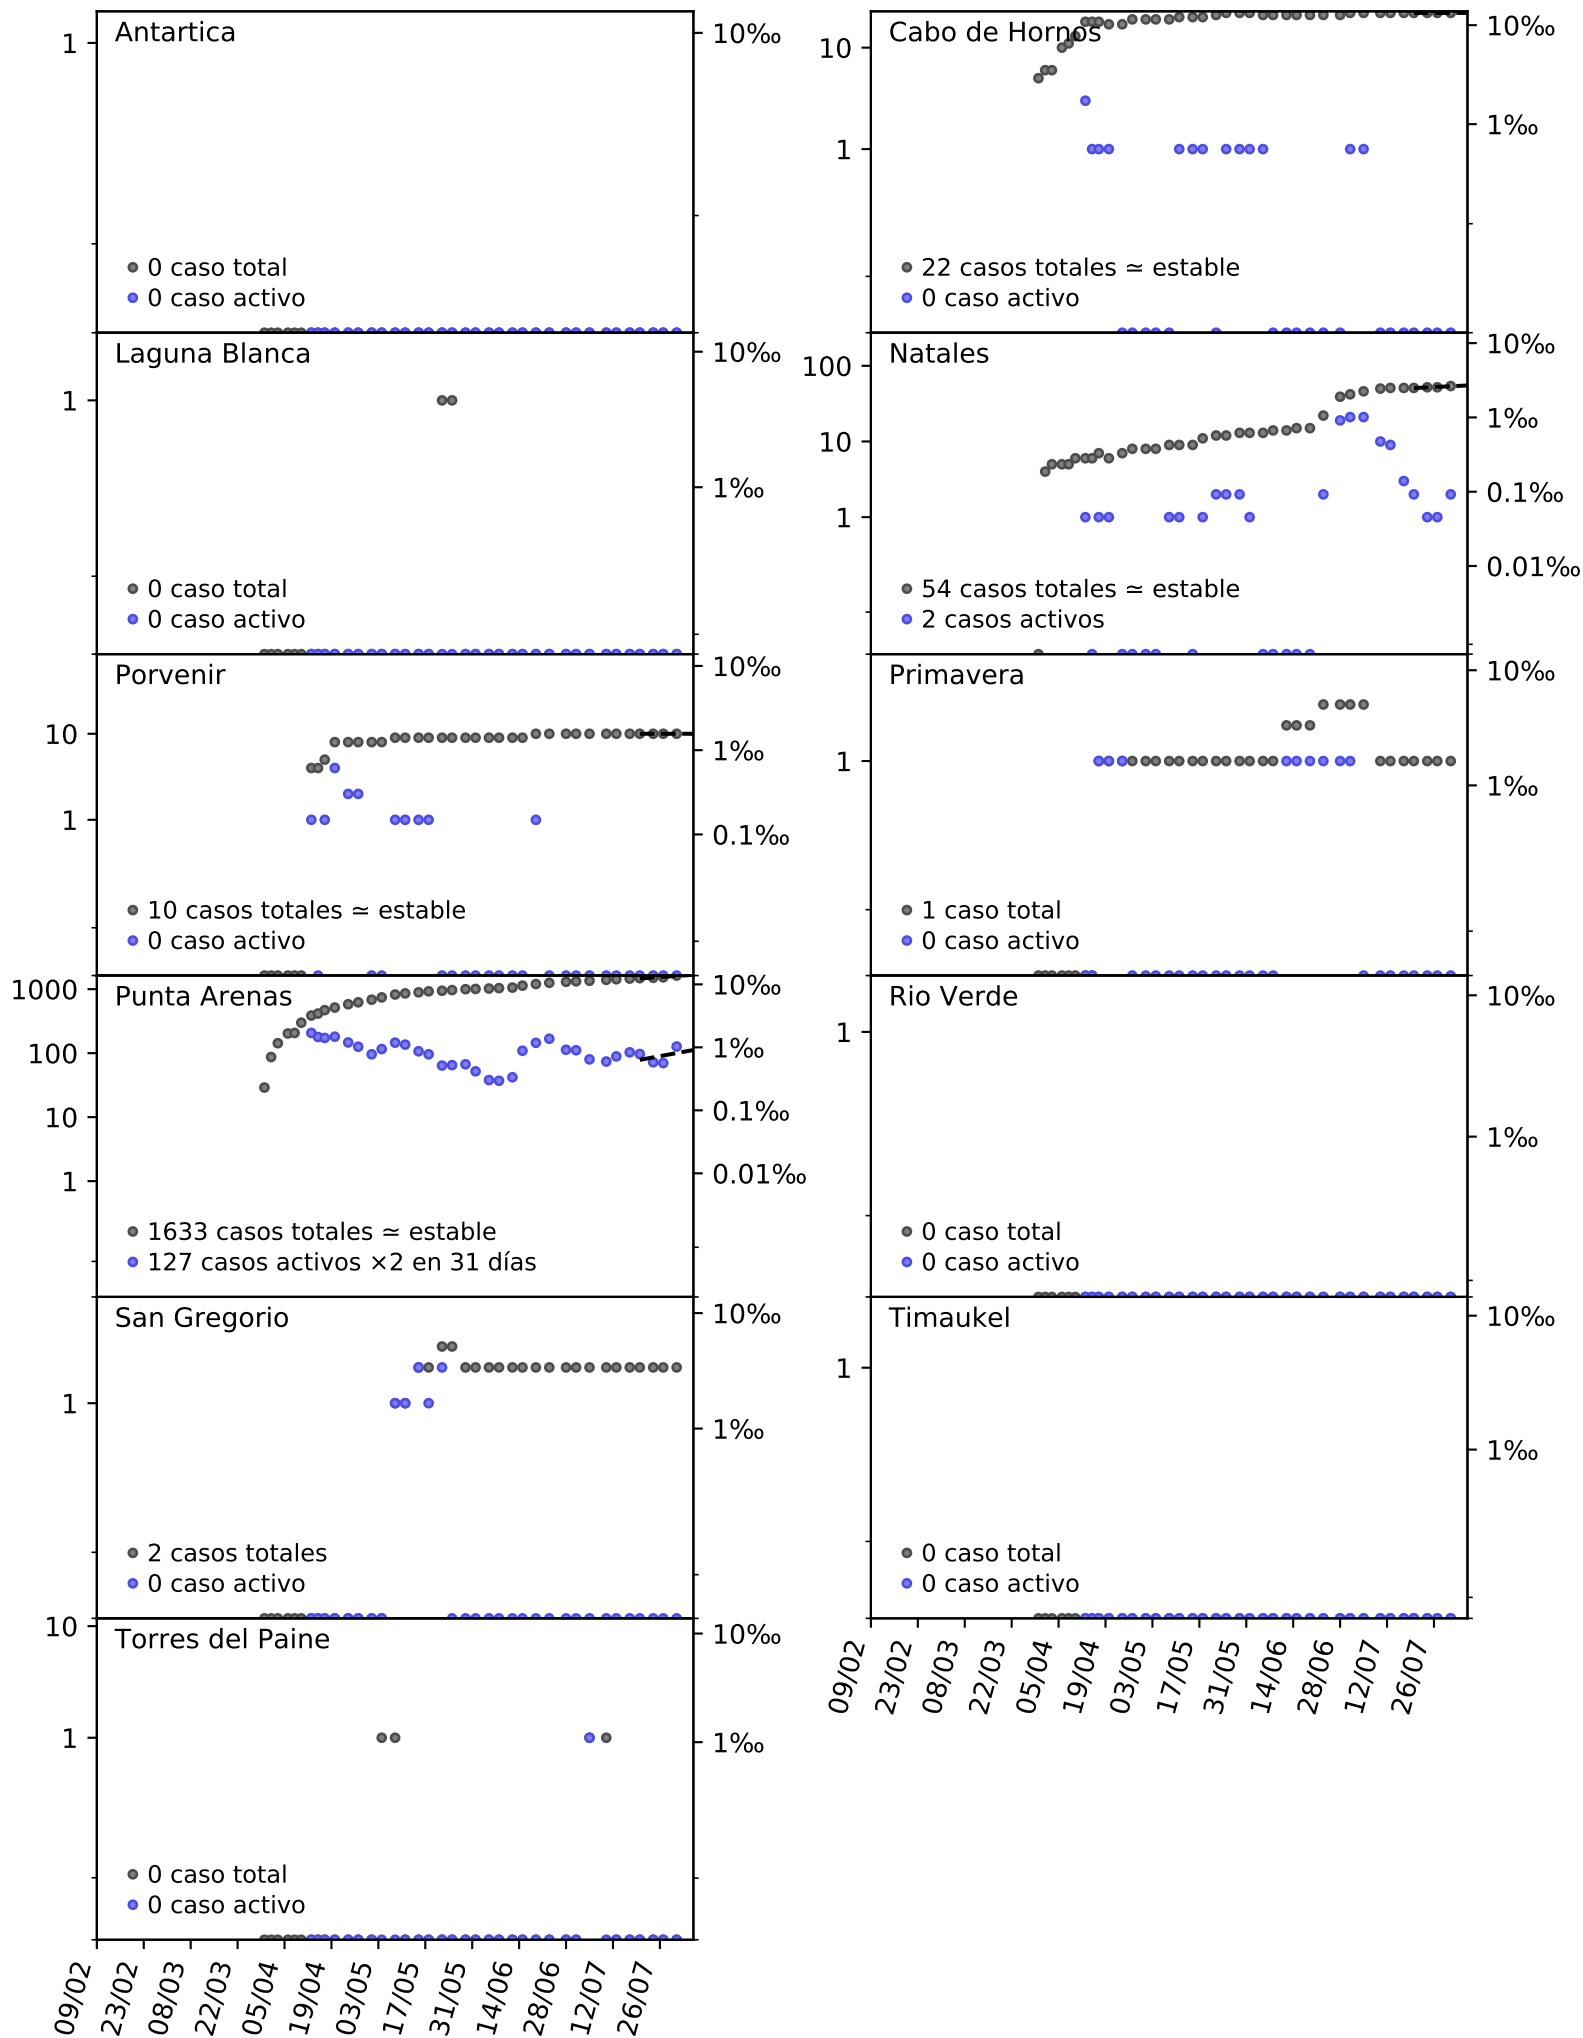 Antartica
1
10‰
0 caso total
0 caso activo
Cabo de Hornos
10
1
10‰
1‰
22 casos totales ≃ estable
0 caso activo
Laguna Blanca
1
10‰
1‰
0 caso total
0 caso activo
Natales
100
10
1
10‰
1‰
0.1‰
0.01‰
54 casos totales ≃ estable
2 casos activos
Porvenir
10
1
10‰
1‰
0.1‰
10 casos totales ≃ estable
0 caso activo
Primavera
1
10‰
1‰
1 caso total
0 caso activo
Punta Arenas
1000
100
10
1
10‰
1‰
0.1‰
0.01‰
1633 casos totales ≃ estable
127 casos activos ×2 en 31 días
Rio Verde
1
10‰
1‰
0 caso total
0 caso activo
San Gregorio
1
10‰
1‰
2 casos totales
0 caso activo
Timaukel
1
10‰
1‰
0 caso total
0 caso activo
09/02 23/02 08/03 22/03 05/04 19/04 03/05 17/05 31/05 14/06 28/06 12/07 26/07
Torres del Paine
10
1
10‰
1‰
0 caso total
0 caso activo
09/02 23/02 08/03 22/03 05/04 19/04 03/05 17/05 31/05 14/06 28/06 12/07 26/07